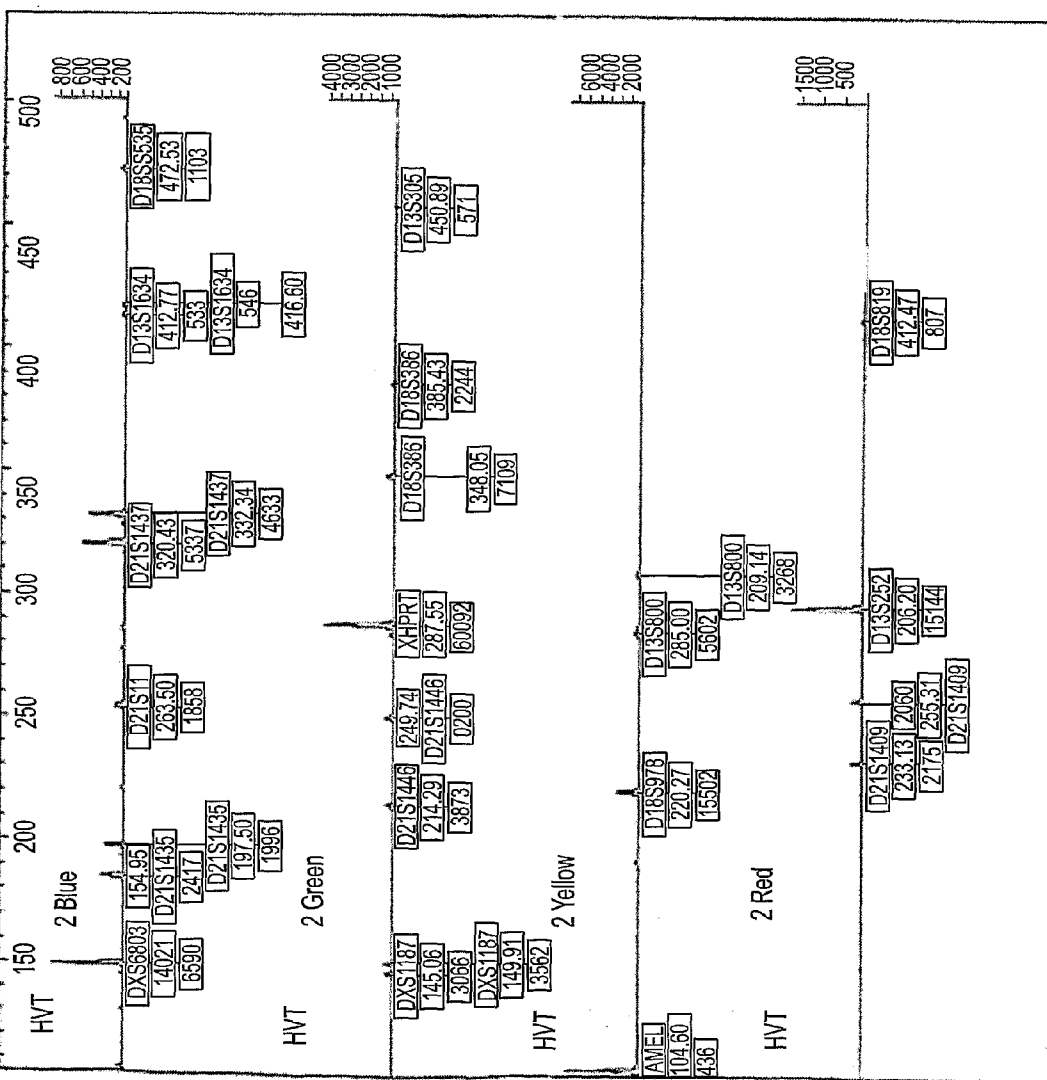 150 200 250 300 350 400 450 500
HVT
2 Blue
800
600
400
200
DXS6803
14021
6590
154.95
D21S1435
2417
D21S1435
197.50
1996
D21S11
263.50
1858
D21S1437
320.43
5337
D21S1437
332.34
4633
D13S1634
412.77
533
D13S1634
546
416.60
D18SS535
472.53
1103
HVT
2 Green
4000
3000
2000
1000
DXS1187
145.06
30661
DXS1187
149.91
3562
D21S1446
214.29
3873
249.74
D21S1446
0200
XHPRT
287.55
60092
D18S386
348.05
7109
D18S386
385.43
2244
D13S305
450.89
571
HVT
2 Yellow
6000
4000
2000
AMEL
104.60
436
D18S978
220.27
15502
D13S800
285.00
5602
D13S800
209.14
3268
HVT
2 Red
1500
1000
500
D21S1409
233.13
2175
2060
255.31
D21S1409
D13S252
206.20
15144
D18S819
412.47
807